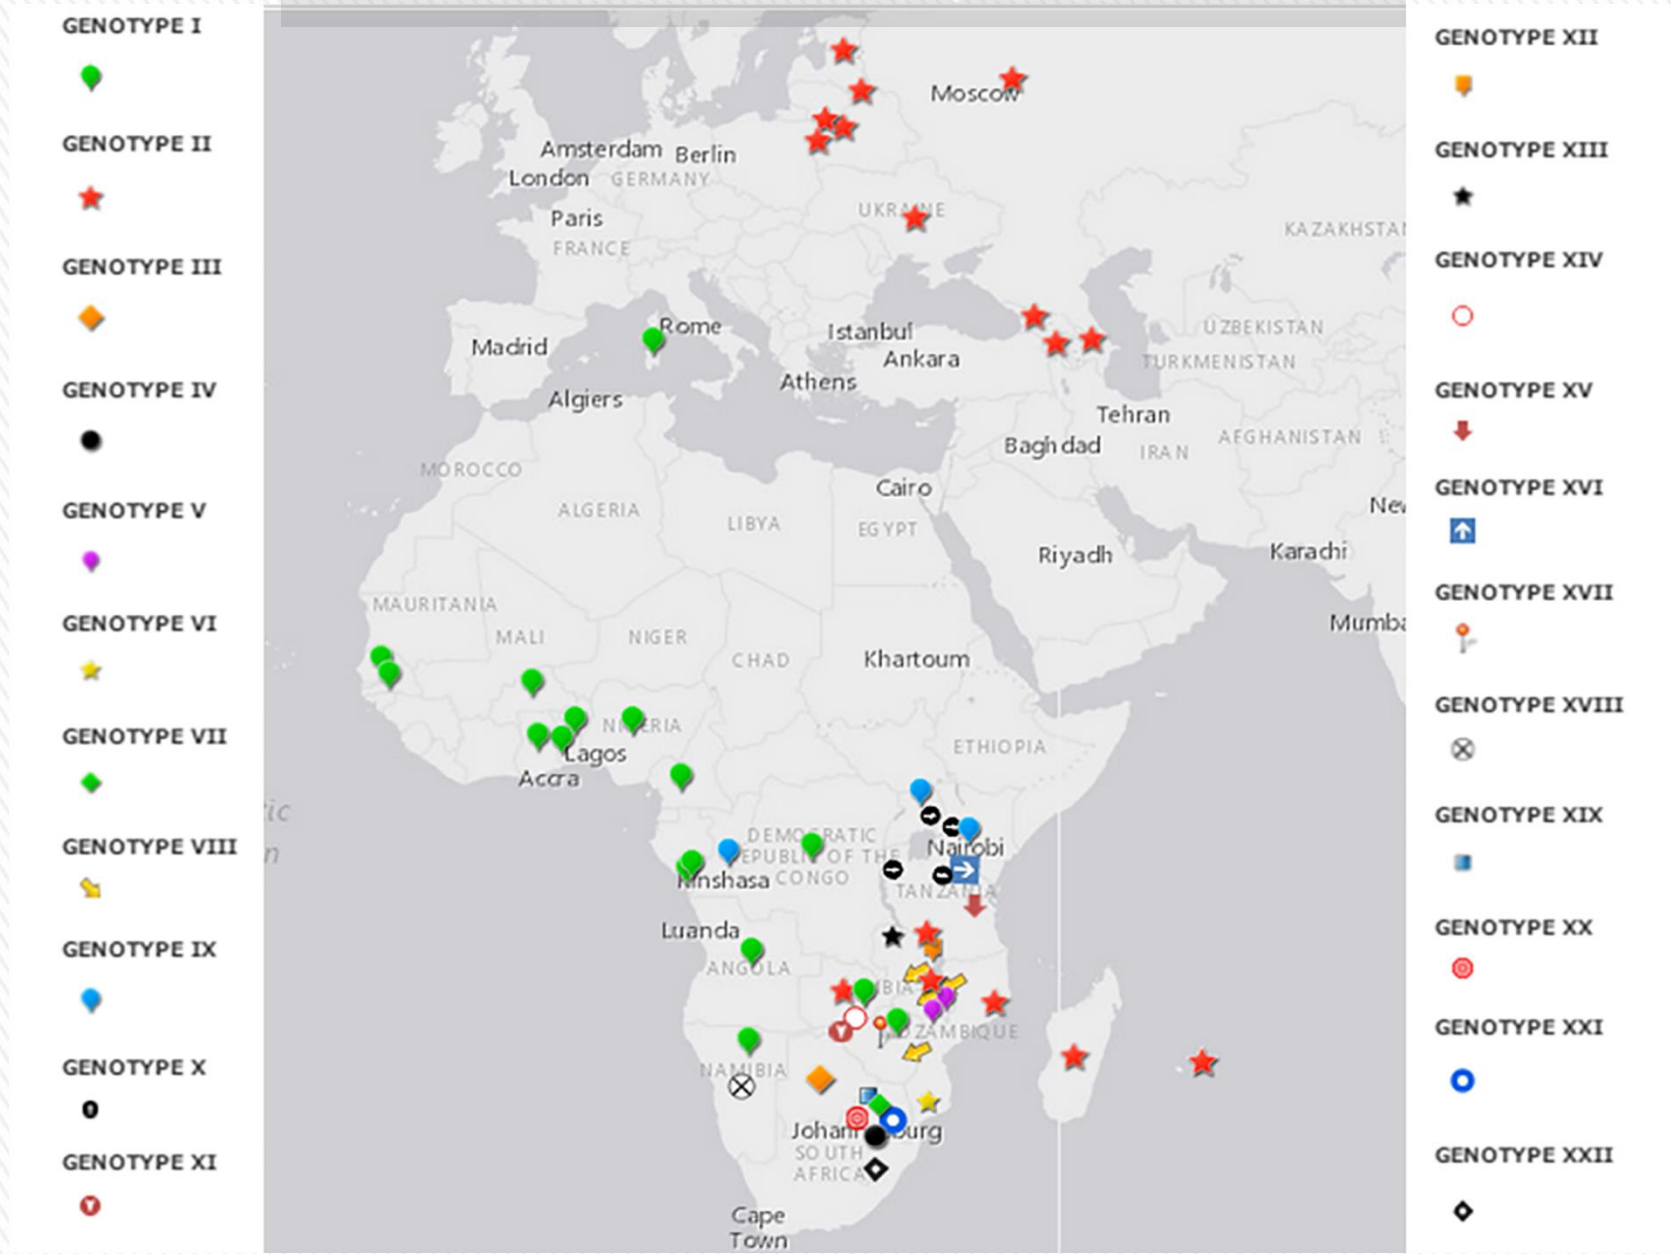 GENOTYPE I
GENOTYPE II
GENOTYPE III
GENOTYPE IV
GENOTYPE V
GENOTYPE VI
GENOTYPE VII
GENOTYPE VIII
GENOTYPE IX
GENOTYPE X
GENOTYPE XI
Moscow
Amsterdam
Berlin
London
GERMANY
Paris
UKRAINE
FRANCE
KAZAKHSTAN
Rome
Istanbul
UZBEKISTAN
Madrid
Ankara
TURKMENISTAN
Athens
Algiers
Tehran
Baghdad
IRAN
AFGHANISTAN
MOROCCO
Cairo
New
ALGERIA
LIBYA
EGYPT
Riyadh
Karachi
MAURITANIA
MALI
NIGER
Mumba
CHAD
Khartoum
NIGERIA
Lagos
ETHIOPIA
Accra
tic
n
DEMOCRATIC
REPUBLIC OF THE
CONGO
Nairobi
Kinshasa
TANZANIA
Luanda
ANGOLA
MBIA
MOZAMBIQUE
NAMIBIA
Johannesburg
SOUTH
AFRICA
Cape
Town
GENOTYPE XII
GENOTYPE XIII
GENOTYPE XIV
GENOTYPE XV
GENOTYPE XVI
GENOTYPE XVII
GENOTYPE XVIII
GENOTYPE XIX
GENOTYPE XX
GENOTYPE XXI
GENOTYPE XXII